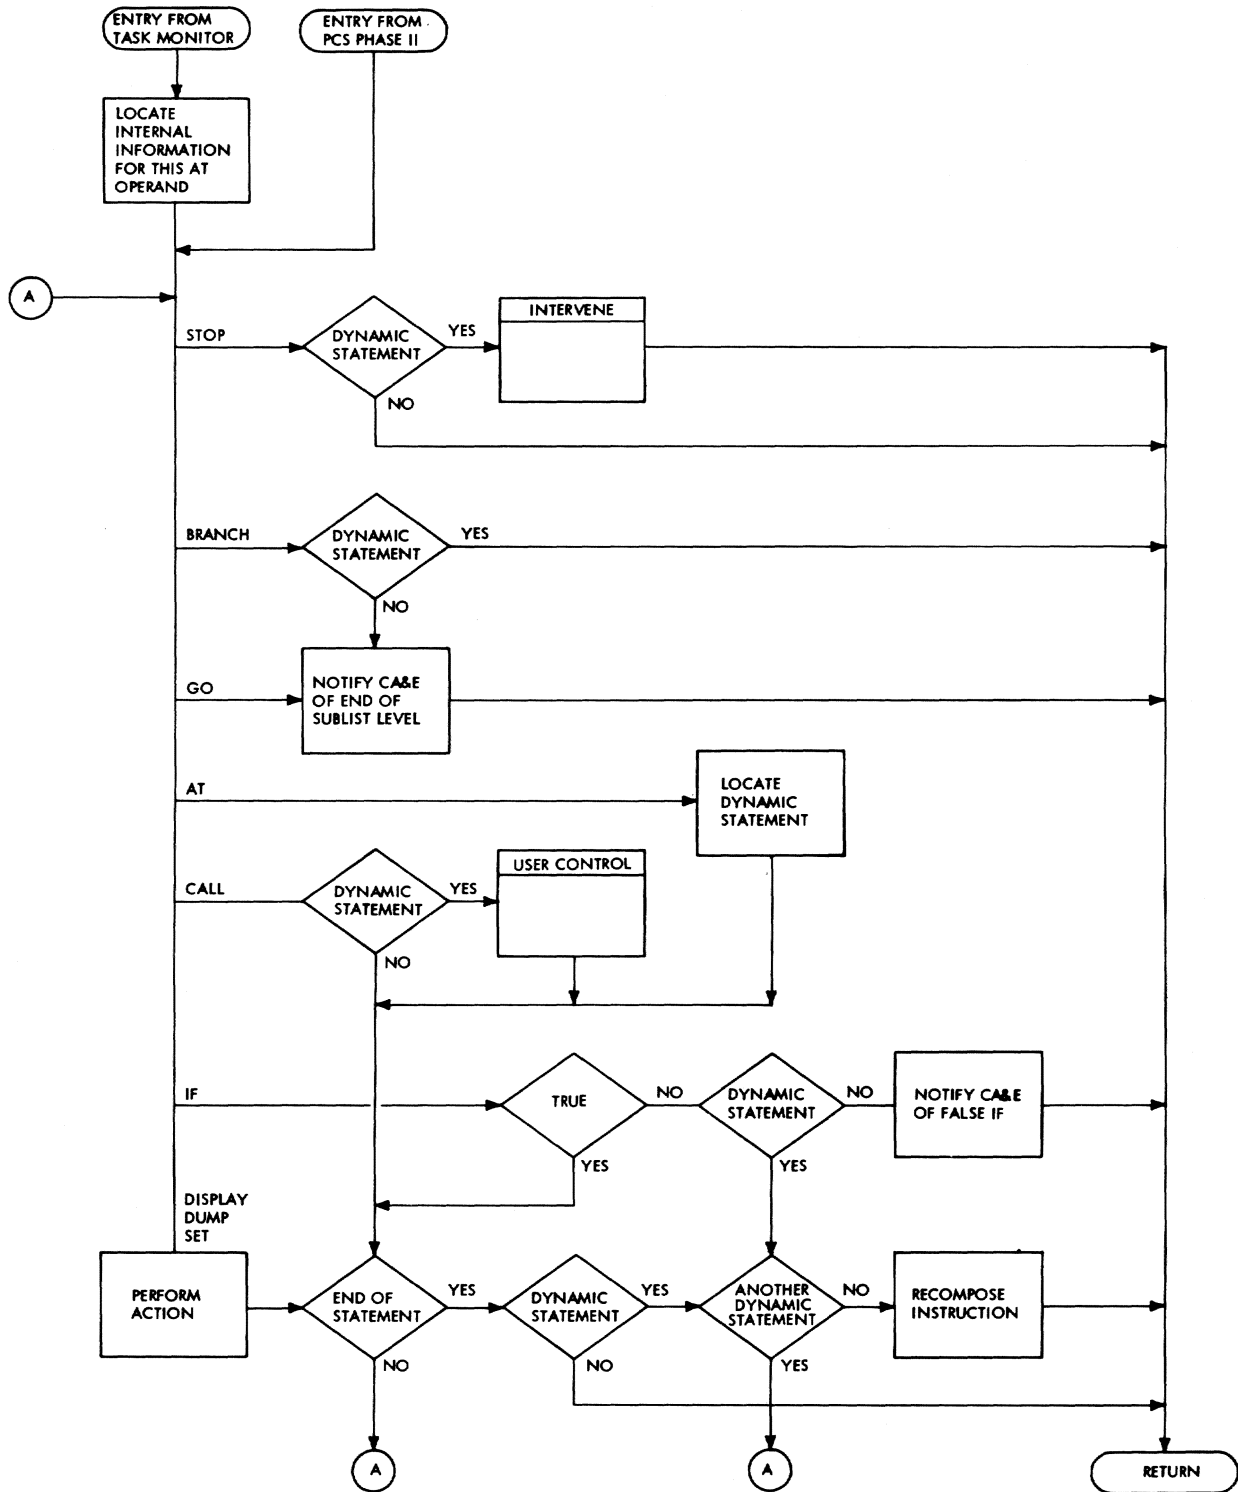 ENTRY FROM
TASK MONITOR
ENTRY FROM
PCS PHASE II
LOCATE
INTERNAL
INFORMATION
FOR THIS AT
OPERAND
A
STOP
DYNAMIC
STATEMENT
YES
INTERVENE
NO
BRANCH
DYNAMIC
STATEMENT
YES
NO
GO
NOTIFY CA&E
OF END OF
SUBLIST LEVEL
AT
LOCATE
DYNAMIC
STATEMENT
CALL
DYNAMIC
STATEMENT
YES
USER CONTROL
NO
IF
TRUE
NO
DYNAMIC
STATEMENT
NO
NOTIFY CA&E
OF FALSE IF
YES
YES
DISPLAY
DUMP
SET
PERFORM
ACTION
END OF
STATEMENT
YES
DYNAMIC
STATEMENT
YES
ANOTHER
DYNAMIC
STATEMENT
NO
RECOMPOSE
INSTRUCTION
NO
NO
YES
A
A
RETURN